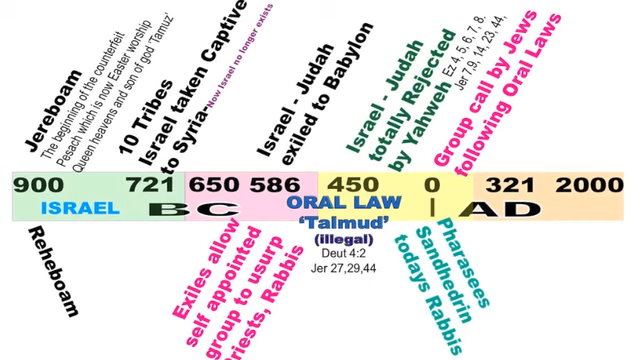 Jereboam
The beginning of the counterfeit
Pesach which is now Easter worship
Queen heavens and son of god 'Tamuz'
10 Tribes
Israel taken Captive
to Syria-Now Israel no longer exists
Israel - Judah
exiled to Babylon
Israel - Judah
totally Rejected
by Yahweh Ez 4, 5, 6, 7, 8,
Jer 7,9, 14, 23, 44,
Group call by Jews
following Oral Laws
900 721 650 586 450 0 321 2000
ISRAEL BC AD
ORAL LAW
'Talmud'
(illegal)
Deut 4:2
Jer 27,29,44
Reheboam
Exiles allow
self appointed
group to usurp
riests, Rabbis
Pharasees
Sandhedrin
todays Rabbis